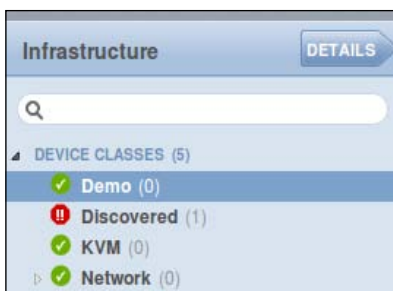 Infrastructure
DETAILS
DEVICE CLASSES (5)
Demo (0)
Discovered (1)
KVM (0)
Network (0)